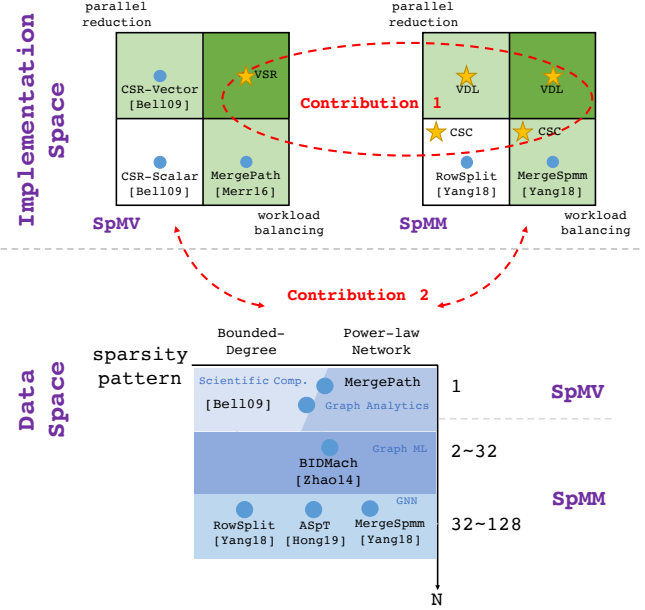 parallel
reduction
parallel
reduction
Implementation
Space
VSR
CSR-Vector
[Bell09]
Contribution 1
VDL
VDL
CSC
CSC
CSR-Scalar
[Bell09]
MergePath
[Merr16]
RowSplit
[Yang18]
MergeSpmm
[Yang18]
SpMV
workload
balancing
SpMM
workload
balancing
Contribution 2
Data
Space
Bounded-
Degree
Power-law
Network
sparsity
pattern
Scientific Comp.
MergePath
[Bell09]
Graph Analytics
1
SpMV
Graph ML
BIDMach
[Zhao14]
2~32
SpMM
GNN
RowSplit
[Yang18]
ASpT
[Hong19]
MergeSpmm
[Yang18]
32~128
N